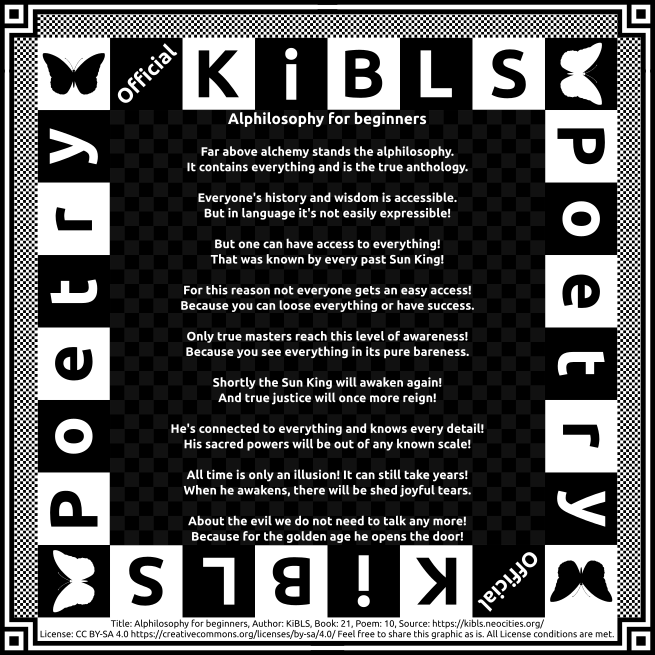 Official KiBLS
Poetry
Poetry
Alphilosophy for beginners
Far above alchemy stands the alphilosophy.
It contains everything and is the true anthology.
Everyone's history and wisdom is accessible.
But in language it's not easily expressible!
But one can have access to everything!
That was known by every past Sun King!
For this reason not everyone gets an easy access!
Because you can loose everything or have success.
Only true masters reach this level of awareness!
Because you see everything in its pure bareness.
Shortly the Sun King will awaken again!
And true justice will once more reign!
He's connected to everything and knows every detail!
His sacred powers will be out of any known scale!
All time is only an illusion! It can still take years!
When he awakens, there will be shed joyful tears.
About the evil we do not need to talk any more!
Because for the golden age he opens the door!
Official KiBLS
Title: Alphilosophy for beginners, Author: KiBLS, Book: 21, Poem: 10, Source: https://kibls.neocities.org/
License: CC BY-SA 4.0 https://creativecommons.org/licenses/by-sa/4.0/ Feel free to share this graphic as is. All License conditions are met.